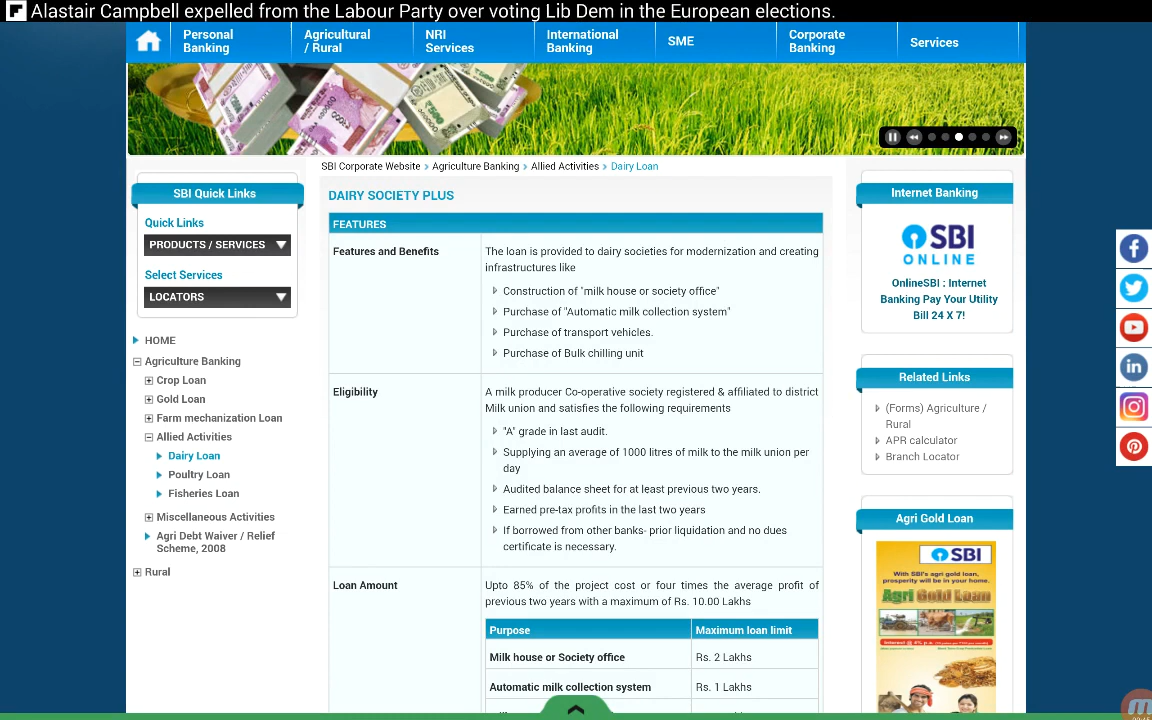 Alastair Campbell expelled from the Labour Party over voting Lib Dem in the European elections.
Personal Banking
Agricultural / Rural
NRI Services
International Banking
SME
Corporate Banking
Services
SBI Corporate Website > Agriculture Banking > Allied Activities > Dairy Loan
SBI Quick Links
Quick Links
PRODUCTS / SERVICES
Select Services
LOCATORS
HOME
Agriculture Banking
Crop Loan
Gold Loan
Farm mechanization Loan
Allied Activities
Dairy Loan
Poultry Loan
Fisheries Loan
Miscellaneous Activities
Agri Debt Waiver / Relief
Scheme, 2008
Rural
DAIRY SOCIETY PLUS
FEATURES
Features and Benefits
The loan is provided to dairy societies for modernization and creating
infrastructures like
Construction of "milk house or society office"
Purchase of "Automatic milk collection system"
Purchase of transport vehicles.
Purchase of Bulk chilling unit
Eligibility
A milk producer Co-operative society registered & affiliated to district
Milk union and satisfies the following requirements
"A" grade in last audit.
Supplying an average of 1000 litres of milk to the milk union per
day
Audited balance sheet for at least previous two years.
Earned pre-tax profits in the last two years
If borrowed from other banks- prior liquidation and no dues
certificate is necessary.
Loan Amount
Upto 85% of the project cost or four times the average profit of
previous two years with a maximum of Rs. 10.00 Lakhs
Purpose
Maximum loan limit
Milk house or Society office
Rs. 2 Lakhs
Automatic milk collection system
Rs. 1 Lakhs
Internet Banking
SBI
ONLINE
OnlineSBI : Internet
Banking Pay Your Utility
Bill 24 X 7!
Related Links
(Forms) Agriculture /
Rural
APR calculator
Branch Locator
Agri Gold Loan
SBI
With SBI's agri gold loan,
prosperity will be in your home.
Agri Gold Loan